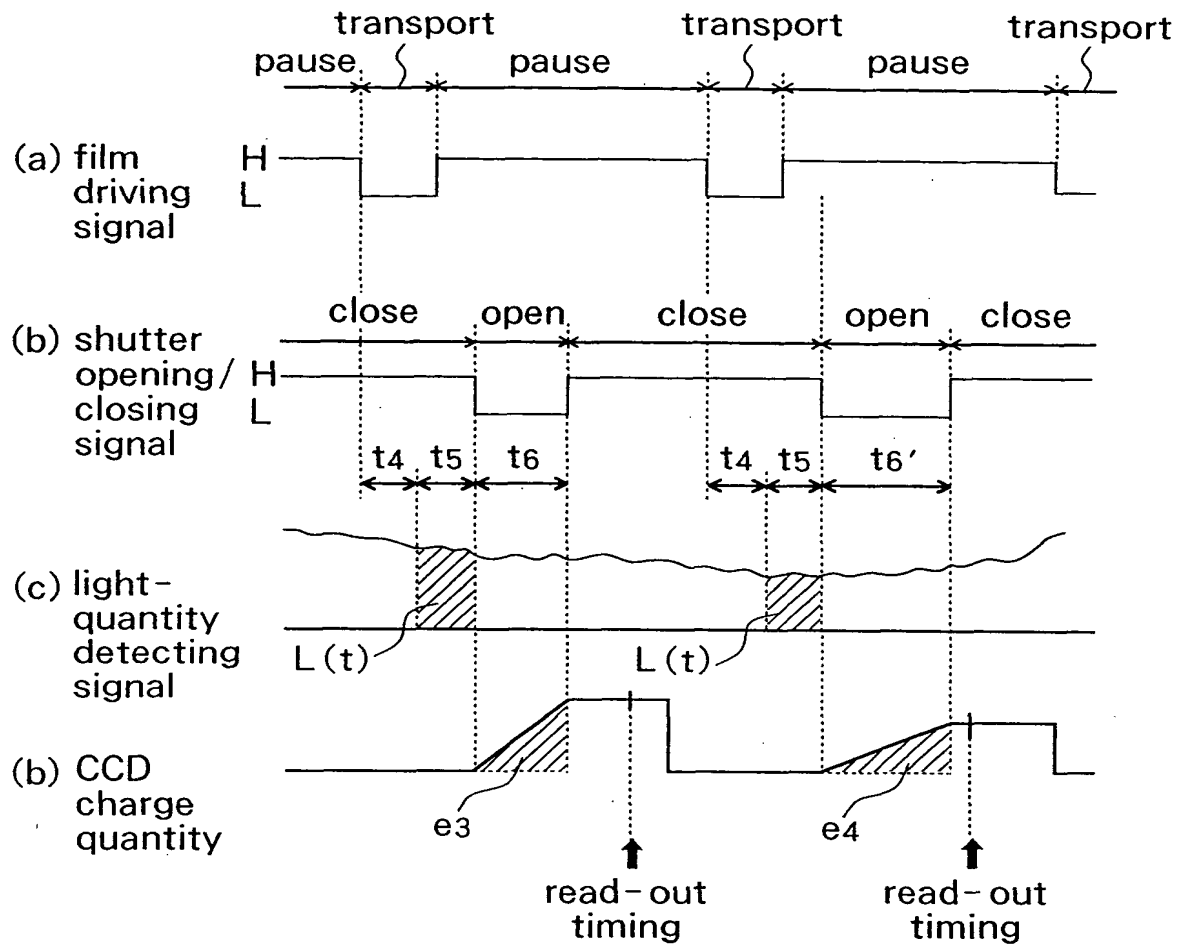 transport transport transport
pause pause pause
(a) film driving signal H L
close open close open close
(b) shutter opening/ closing signal H L
t4 t5 t6 t4 t5 t6'
(c) light- quantity detecting signal
L(t) L(t)
(b) CCD charge quantity
e3 e4
read-out timing read-out timing